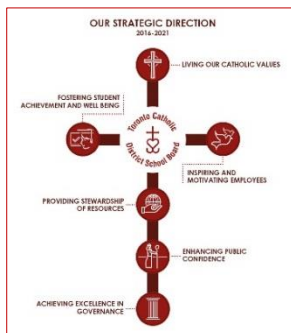 OUR STRATEGIC DIRECTION
2016-2021
LIVING OUR CATHOLIC VALUES
FOSTERING STUDENT
ACHIEVEMENT AND WELL BEING
Toronto Catholic
District School Board
INSPIRING AND
MOTIVATING EMPLOYEES
PROVIDING STEWARDSHIP
OF RESOURCES
ENHANCING PUBLIC
CONFIDENCE
ACHIEVING EXCELLENCE IN
GOVERNANCE